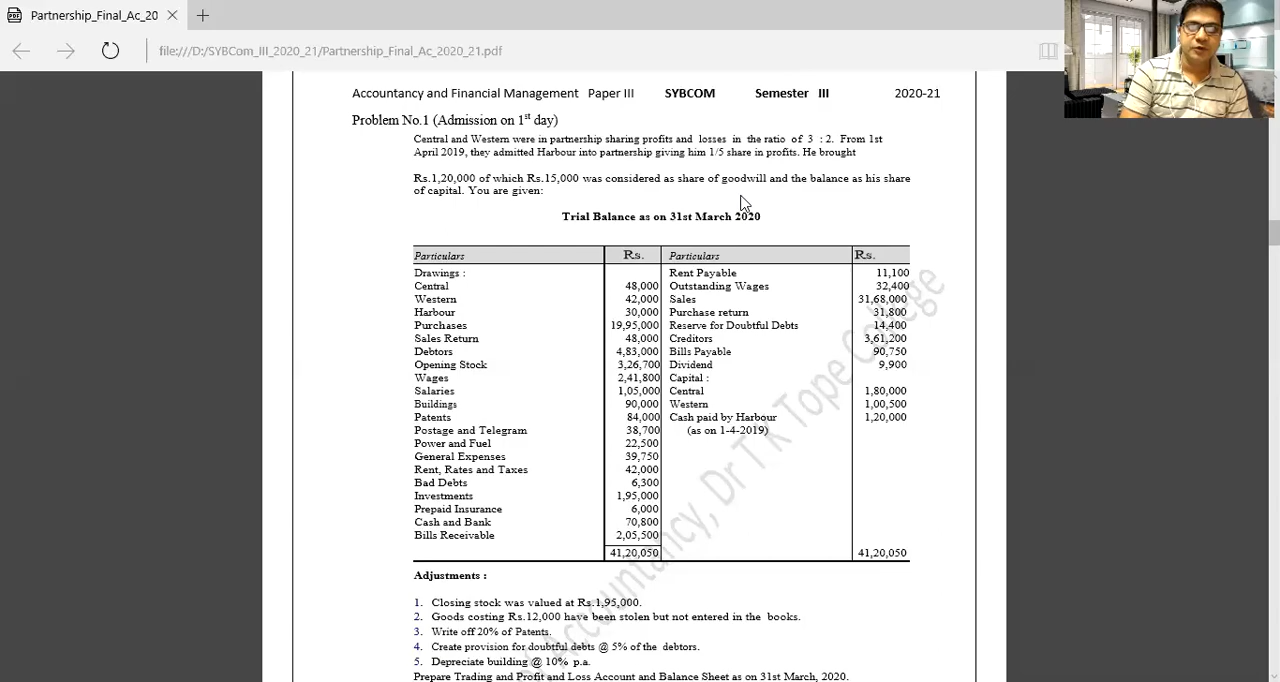 Partnership_Final_Ac_20
file:///D:/SYBCom_III_2020_21/Partnership_Final_Ac_2020_21.pdf
Accountancy and Financial Management Paper III SYBCOM Semester III 2020-21
Problem No.1 (Admission on 1st day)
Central and Western were in partnership sharing profits and losses in the ratio of 3 : 2. From 1st
April 2019, they admitted Harbour into partnership giving him 1/5 share in profits. He brought
Rs.1,20,000 of which Rs.15,000 was considered as share of goodwill and the balance as his share
of capital. You are given:
Trial Balance as on 31st March 2020
Particulars Rs. Particulars Rs.
Drawings : Rent Payable 11,100
Central 48,000 Outstanding Wages 32,400
Western 42,000 Sales 31,68,000
Harbour 30,000 Purchase return 31,800
Purchases 19,95,000 Reserve for Doubtful Debts 14,400
Sales Return 48,000 Creditors 3,61,200
Debtors 4,83,000 Bills Payable 90,750
Opening Stock 3,26,700 Dividend 9,900
Wages 2,41,800 Capital :
Salaries 1,05,000 Central 1,80,000
Buildings 90,000 Western 1,00,500
Patents 84,000 Cash paid by Harbour 1,20,000
Postage and Telegram 38,700 (as on 1-4-2019)
Power and Fuel 22,500
General Expenses 39,750
Rent, Rates and Taxes 42,000
Bad Debts 6,300
Investments 1,95,000
Prepaid Insurance 6,000
Cash and Bank 70,800
Bills Receivable 2,05,500
41,20,050 41,20,050
Adjustments :
1. Closing stock was valued at Rs.1,95,000.
2. Goods costing Rs.12,000 have been stolen but not entered in the books.
3. Write off 20% of Patents.
4. Create provision for doubtful debts @ 5% of the debtors.
5. Depreciate building @ 10% p.a.
Prepare Trading and Profit and Loss Account and Balance Sheet as on 31st March, 2020.
Accountancy, Dr T K Tope College